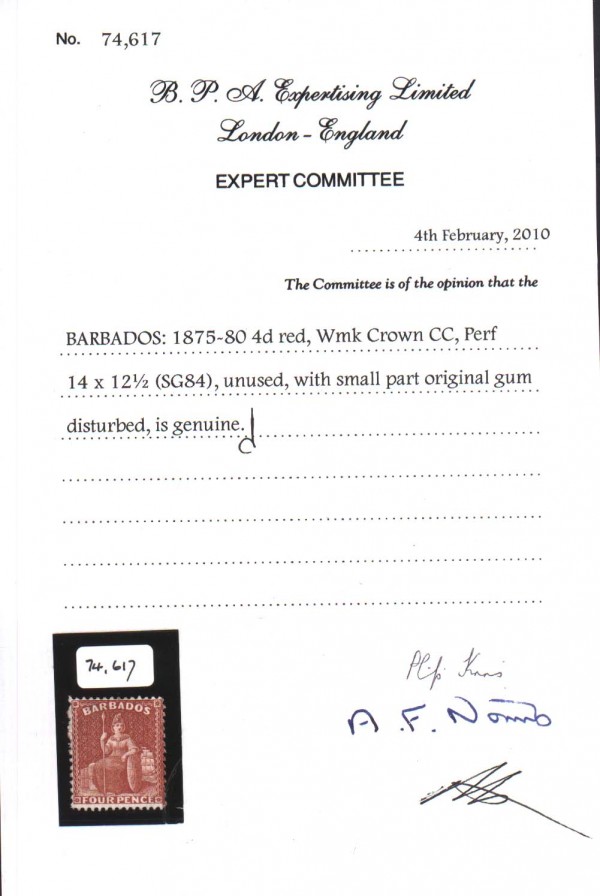 No. 74,617
B. P. A. Expertising Limited
London - England
EXPERT COMMITTEE
4th February, 2010
The Committee is of the opinion that the
BARBADOS: 1875-80 4d red, Wmk Crown CC, Perf
14 x 12½ (SG84), unused, with small part original gum
disturbed, is genuine.
74,617
BARBADOS
FOUR PENCE
A. F. Norris